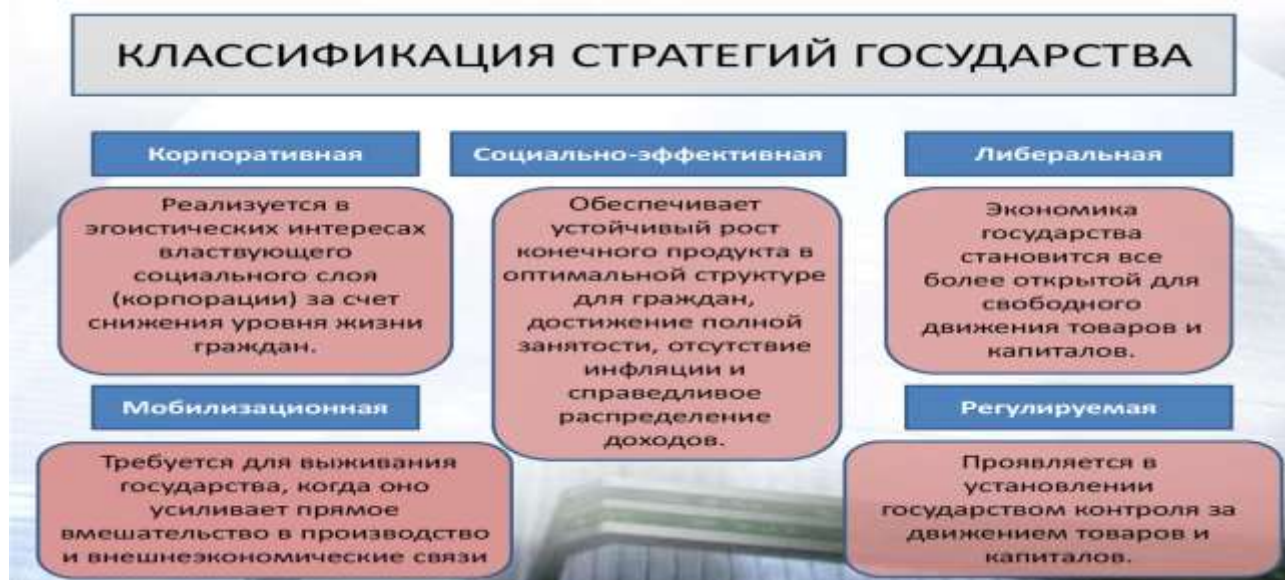 КЛАССИФИКАЦИЯ СТРАТЕГИЙ ГОСУДАРСТВА
Корпоративная
Реализуется в
эгоистических интересах
властвующего
социального слоя
(корпорации) за счет
снижения уровня жизни
граждан.
Социально-эффективная
Обеспечивает
устойчивый рост
конечного продукта в
оптимальной структуре
для граждан,
достижение полной
занятости, отсутствие
инфляции и
справедливое
распределение
доходов.
Либеральная
Экономика
государства
становится все
более открытой для
свободного
движения товаров и
капиталов.
Мобилизационная
Требуется для выживания
государства, когда оно
усиливает прямое
вмешательство в производство
и внешнеэкономические связи
Регулируемая
Проявляется в
установлении
государством контроля за
движением товаров и
капиталов.